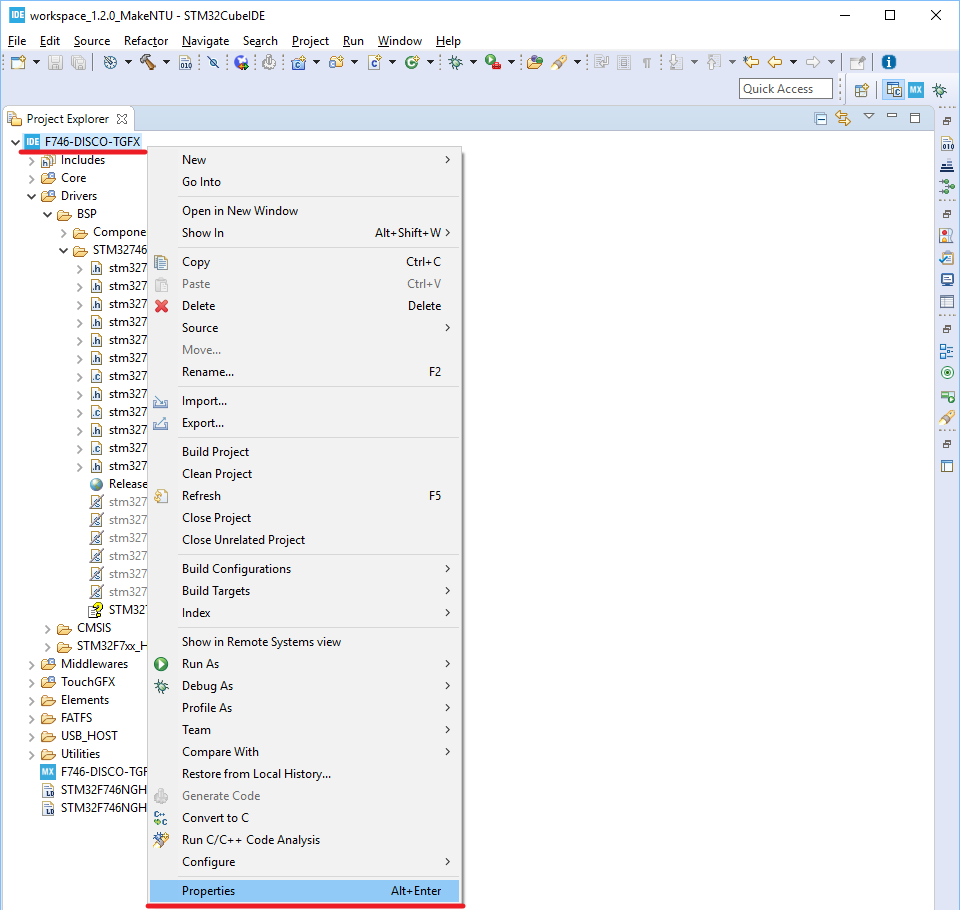 IDE workspace_1.2.0_MakeNTU - STM32CubeIDE
File Edit Source Refactor Navigate Search Project Run Window Help
Quick Access
MX
Project Explorer
IDE F746-DISCO-TGFX
Includes
Core
Drivers
BSP
Compone
STM32746
.h stm327
.h stm327
.h stm327
.h stm327
.h stm327
.h stm327
.c stm327
.h stm327
.c stm327
.h stm327
.c stm327
.h stm327
Release
stm327
stm327
stm327
stm327
stm327
stm327
STM327
CMSIS
STM32F7xx_H
Middlewares
TouchGFX
Elements
FATFS
USB_HOST
Utilities
MX F746-DISCO-TGF
LD STM32F746NGH
LD STM32F746NGH
New
Go Into
Open in New Window
Show In Alt+Shift+W
Copy Ctrl+C
Paste Ctrl+V
Delete Delete
Source
Move...
Rename... F2
Import...
Export...
Build Project
Clean Project
Refresh F5
Close Project
Close Unrelated Project
Build Configurations
Build Targets
Index
Show in Remote Systems view
Run As
Debug As
Profile As
Team
Compare With
Restore from Local History...
Generate Code
Convert to C
Run C/C++ Code Analysis
Configure
Properties Alt+Enter